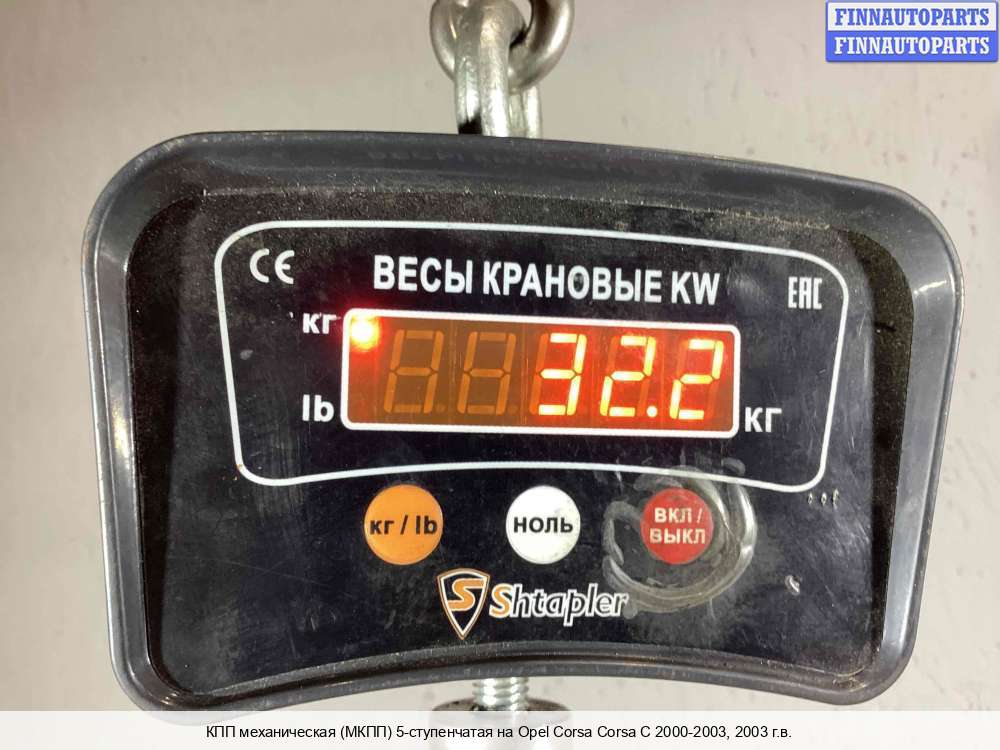 FINNAUTOPARTS
FINNAUTOPARTS
CE
ВЕСЫ КРАНОВЫЕ KW
EAC
кг
32.2
lb
кг
кг / lb
НОЛЬ
ВКЛ /
ВЫКЛ
S Shtapler
КПП механическая (МКПП) 5-ступенчатая на Opel Corsa Corsa C 2000-2003, 2003 г.в.